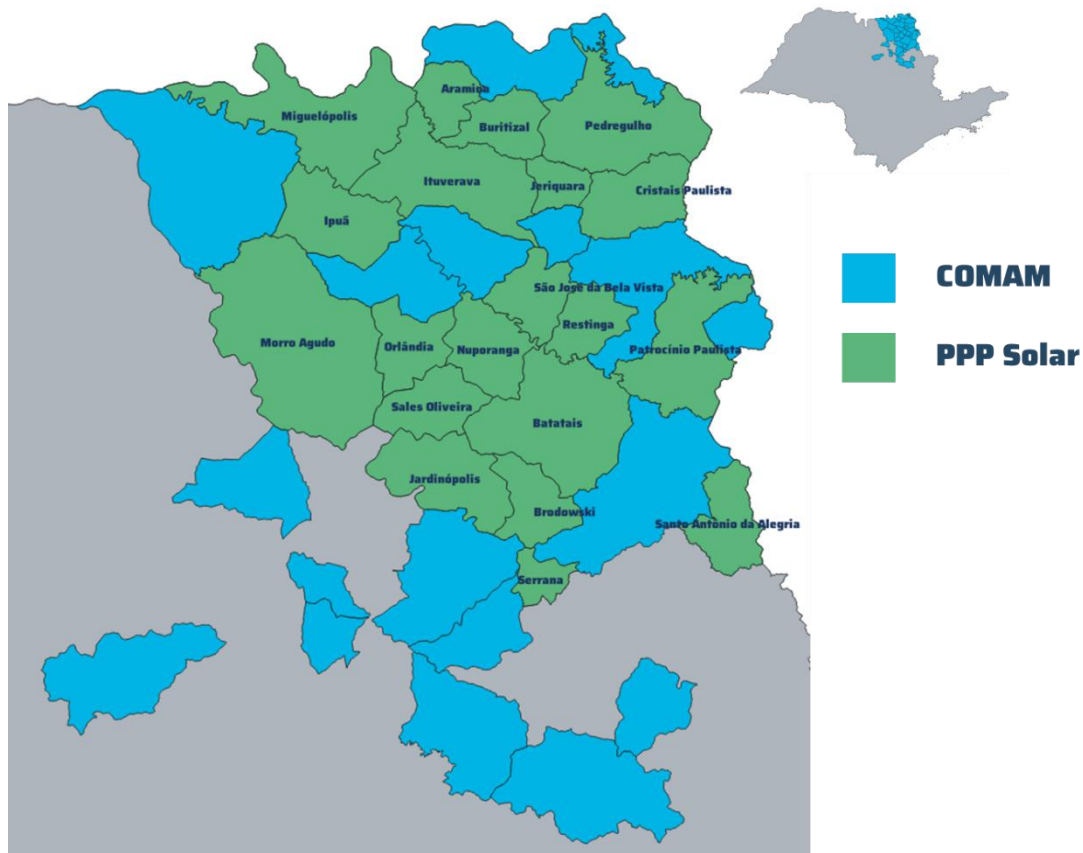 Aramina
Miguelópolis
Buritizal
Pedregulho
Ituverava
Jeriquara
Cristais Paulista
Ipuã
COMAM
São José da Bela Vista
Restinga
Morro Agudo
Orlândia
Nuporanga
Patrocínio Paulista
PPP Solar
Sales Oliveira
Batatais
Jardinópolis
Brodowski
Santo Antônio da Alegria
Serrana